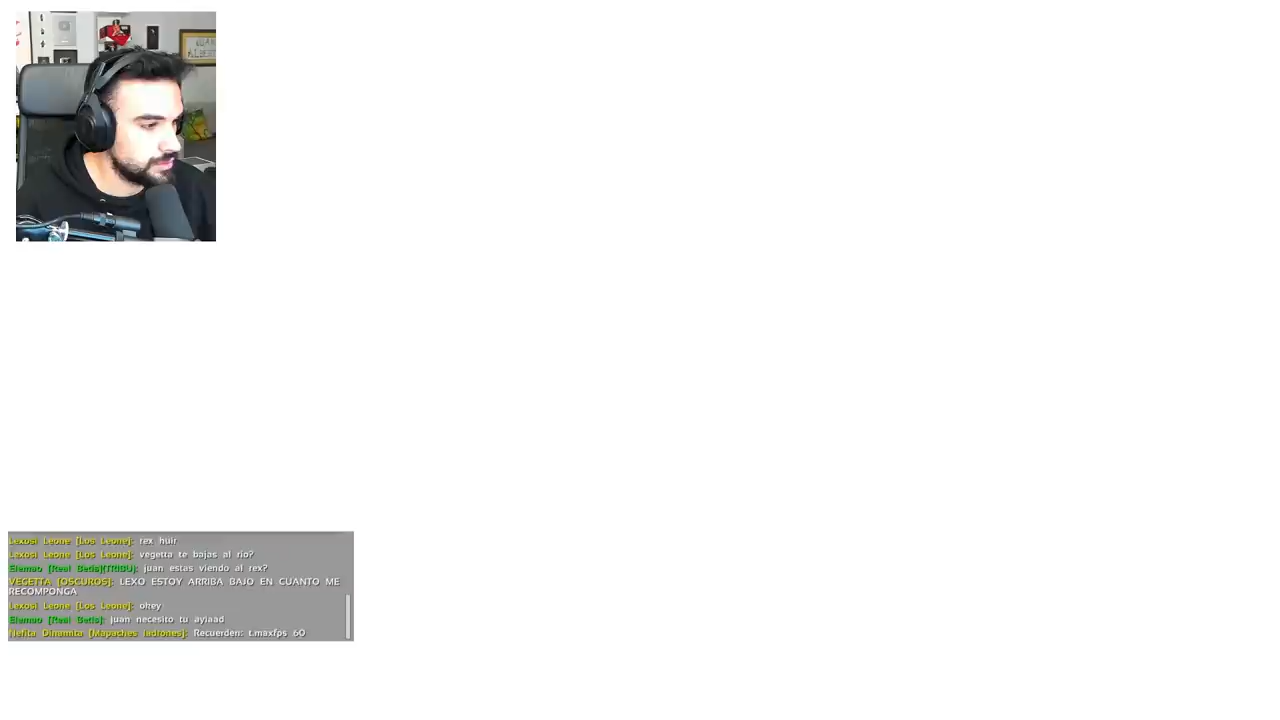 Lexosi Leone [Los Leone]: rex huir
Lexosi Leone [Los Leone]: vegetta te bajas al rio?
Elamao [Real Betis](TRIBU): juan estas viendo al rex?
VEGETTA [OSCUROS]: LEXO ESTOY ARRIBA BAJO EN CUANTO ME
RECOMPONGA
Lexosi Leone [Los Leone]: okey
Elamao [Real Betis]: juan necesito tu ayiaad
Nefita Dinamita [Mapaches ladrones]: Recuerden: t.maxfps 60